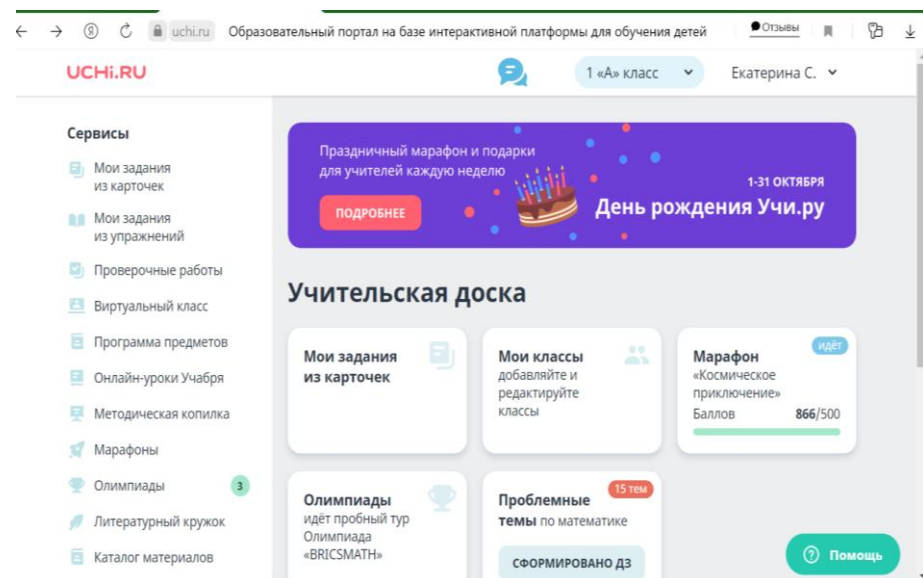 uchi.ru Образовательный портал на базе интерактивной платформы для обучения детей Отзывы
UCHi.RU
1 «А» класс
Екатерина С.
Сервисы
Мои задания
из карточек
Мои задания
из упражнений
Проверочные работы
Виртуальный класс
Программа предметов
Онлайн-уроки Учабря
Методическая копилка
Марафоны
Олимпиады 3
Литературный кружок
Каталог материалов
Праздничный марафон и подарки
для учителей каждую неделю
ПОДРОБНЕЕ
1-31 ОКТЯБРЯ
День рождения Учи.ру
Учительская доска
Мои задания
из карточек
Мои классы
добавляйте и
редактируйте
классы
идёт
Марафон
«Космическое
приключение»
Баллов 866/500
Олимпиады
идёт пробный тур
Олимпиада
«BRICSMATH»
15 тем
Проблемные
темы по математике
СФОРМИРОВАНО ДЗ
Помощь